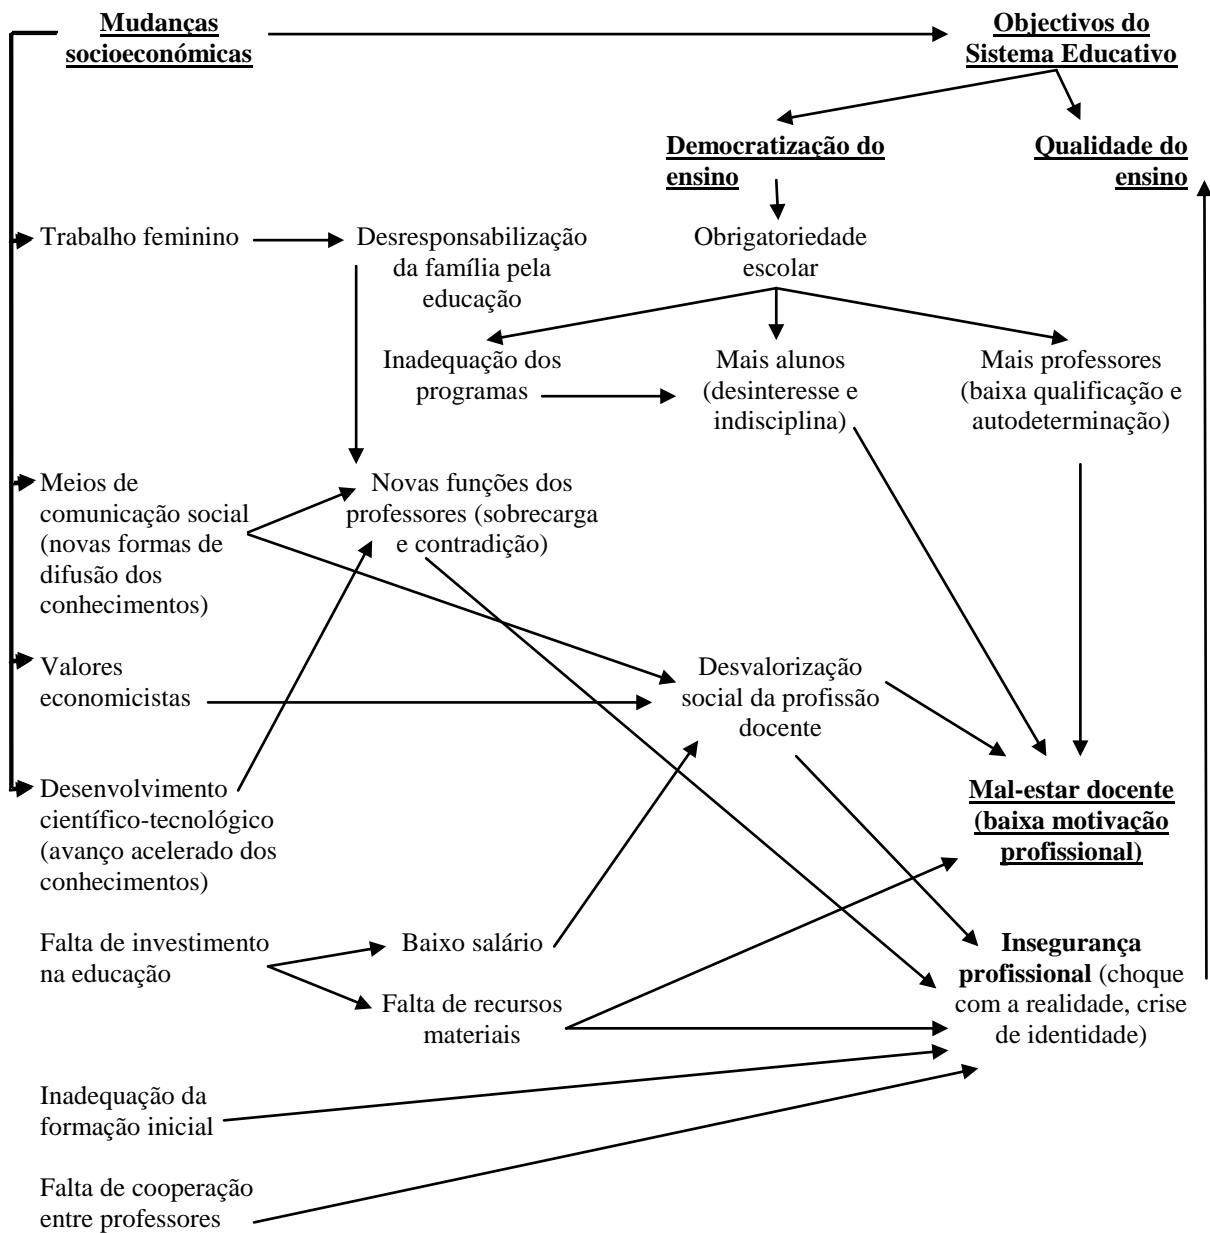 Mudanças
socioeconómicas
Objectivos do
Sistema Educativo
Democratização do
ensino
Qualidade do
ensino
Trabalho feminino
Desresponsabilização
da família pela
educação
Obrigatoriedade
escolar
Inadequação dos
programas
Mais alunos
(desinteresse e
indisciplina)
Mais professores
(baixa qualificação e
autodeterminação)
Meios de
comunicação social
(novas formas de
difusão dos
conhecimentos)
Novas funções dos
professores (sobrecarga
e contradição)
Valores
economicistas
Desvalorização
social da profissão
docente
Desenvolvimento
científico-tecnológico
(avanço acelerado dos
conhecimentos)
Mal-estar docente
(baixa motivação
profissional)
Falta de investimento
na educação
Baixo salário
Falta de recursos
materiais
Insegurança
profissional (choque
com a realidade, crise
de identidade)
Inadequação da
formação inicial
Falta de cooperação
entre professores